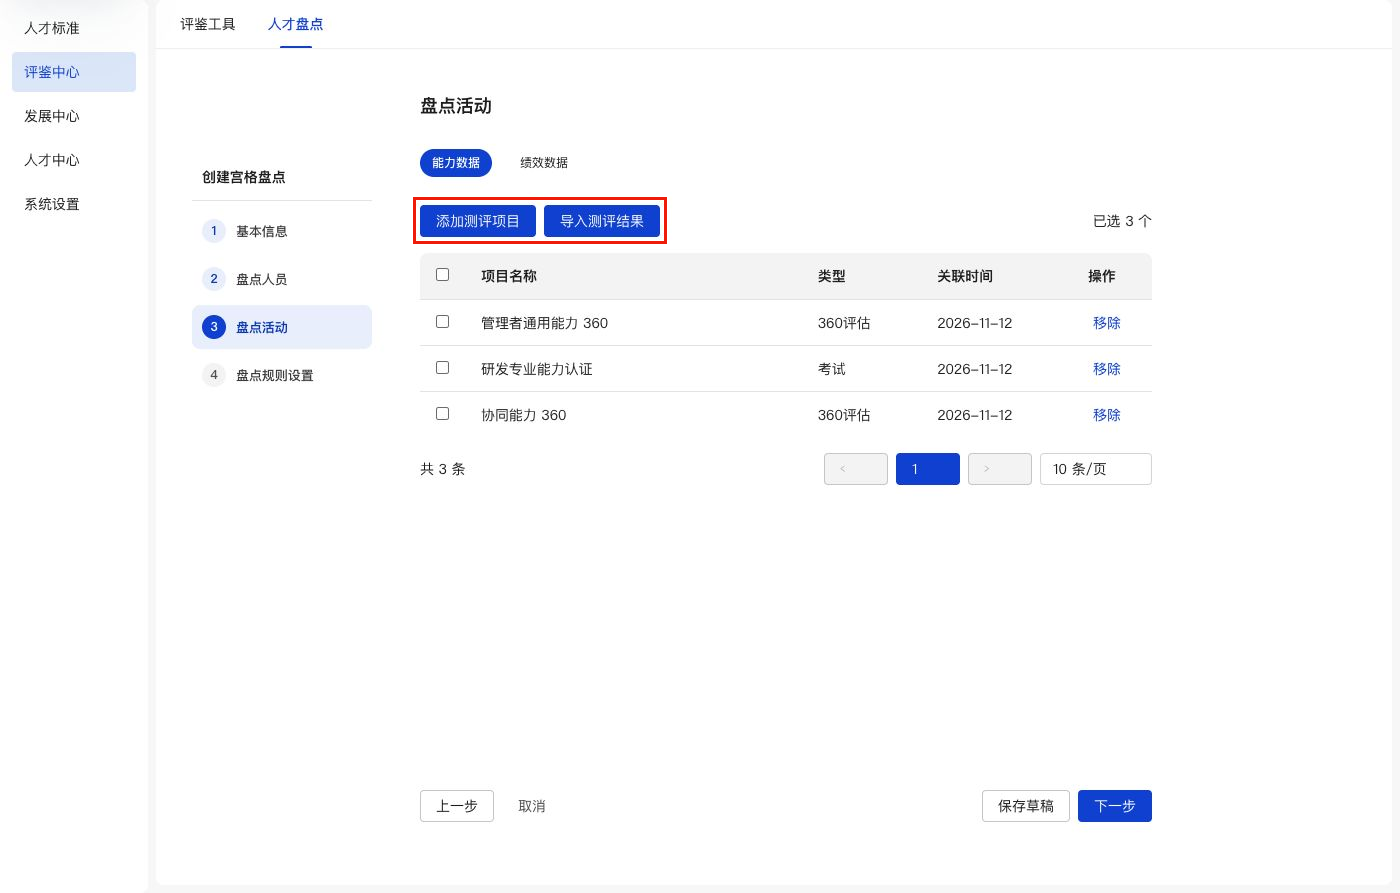 人才标准
评鉴中心
发展中心
人才中心
系统设置
评鉴工具 人才盘点
创建宫格盘点
1 基本信息
2 盘点人员
3 盘点活动
4 盘点规则设置
盘点活动
能力数据 绩效数据
添加测评项目 导入测评结果 已选 3 个
项目名称 类型 关联时间 操作
管理者通用能力 360 360评估 2026-11-12 移除
研发专业能力认证 考试 2026-11-12 移除
协同能力 360 360评估 2026-11-12 移除
共 3 条 < 1 > 10 条/页
上一步 取消 保存草稿 下一步